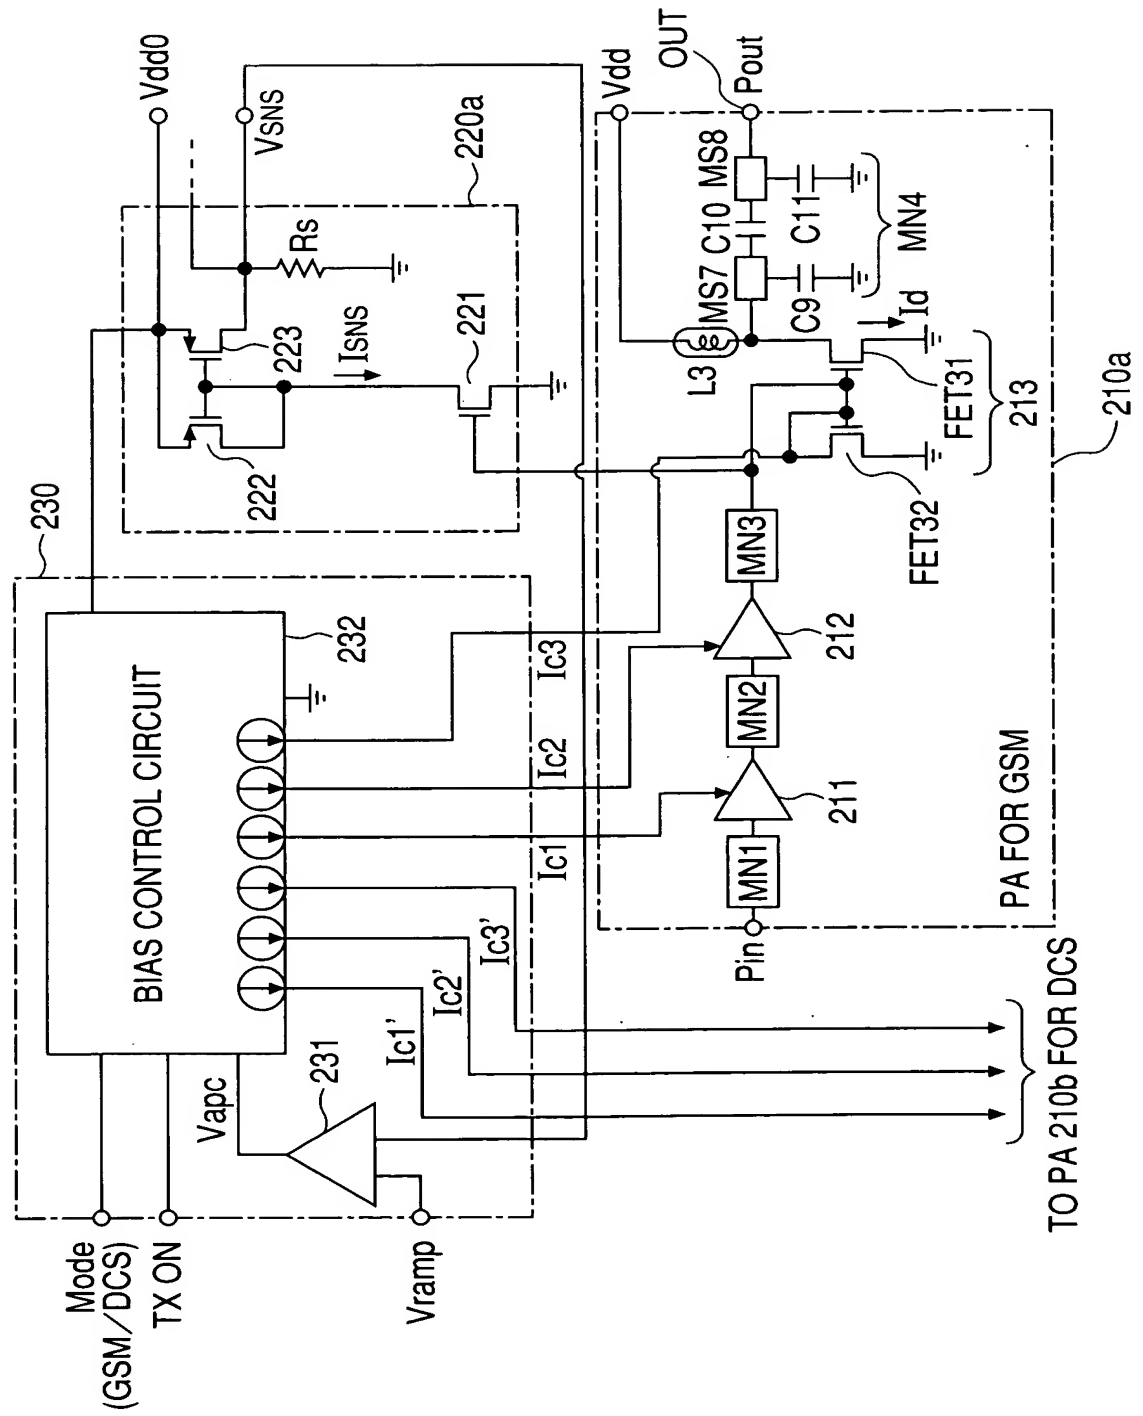 230
BIAS CONTROL CIRCUIT
232
Mode
(GSM/DCS)
TX ON
Vapc
231
Vramp
Ic1'
Ic2'
Ic3'
Ic1
Ic2
Ic3
TO PA 210b FOR DCS
Vdd0
VSNS
220a
222
223
Rs
ISNS
221
Vdd
OUT
Pout
L3
MS7
C10
MS8
C9
C11
MN4
Id
FET31
FET32
213
210a
Pin
MN1
211
MN2
212
MN3
PA FOR GSM